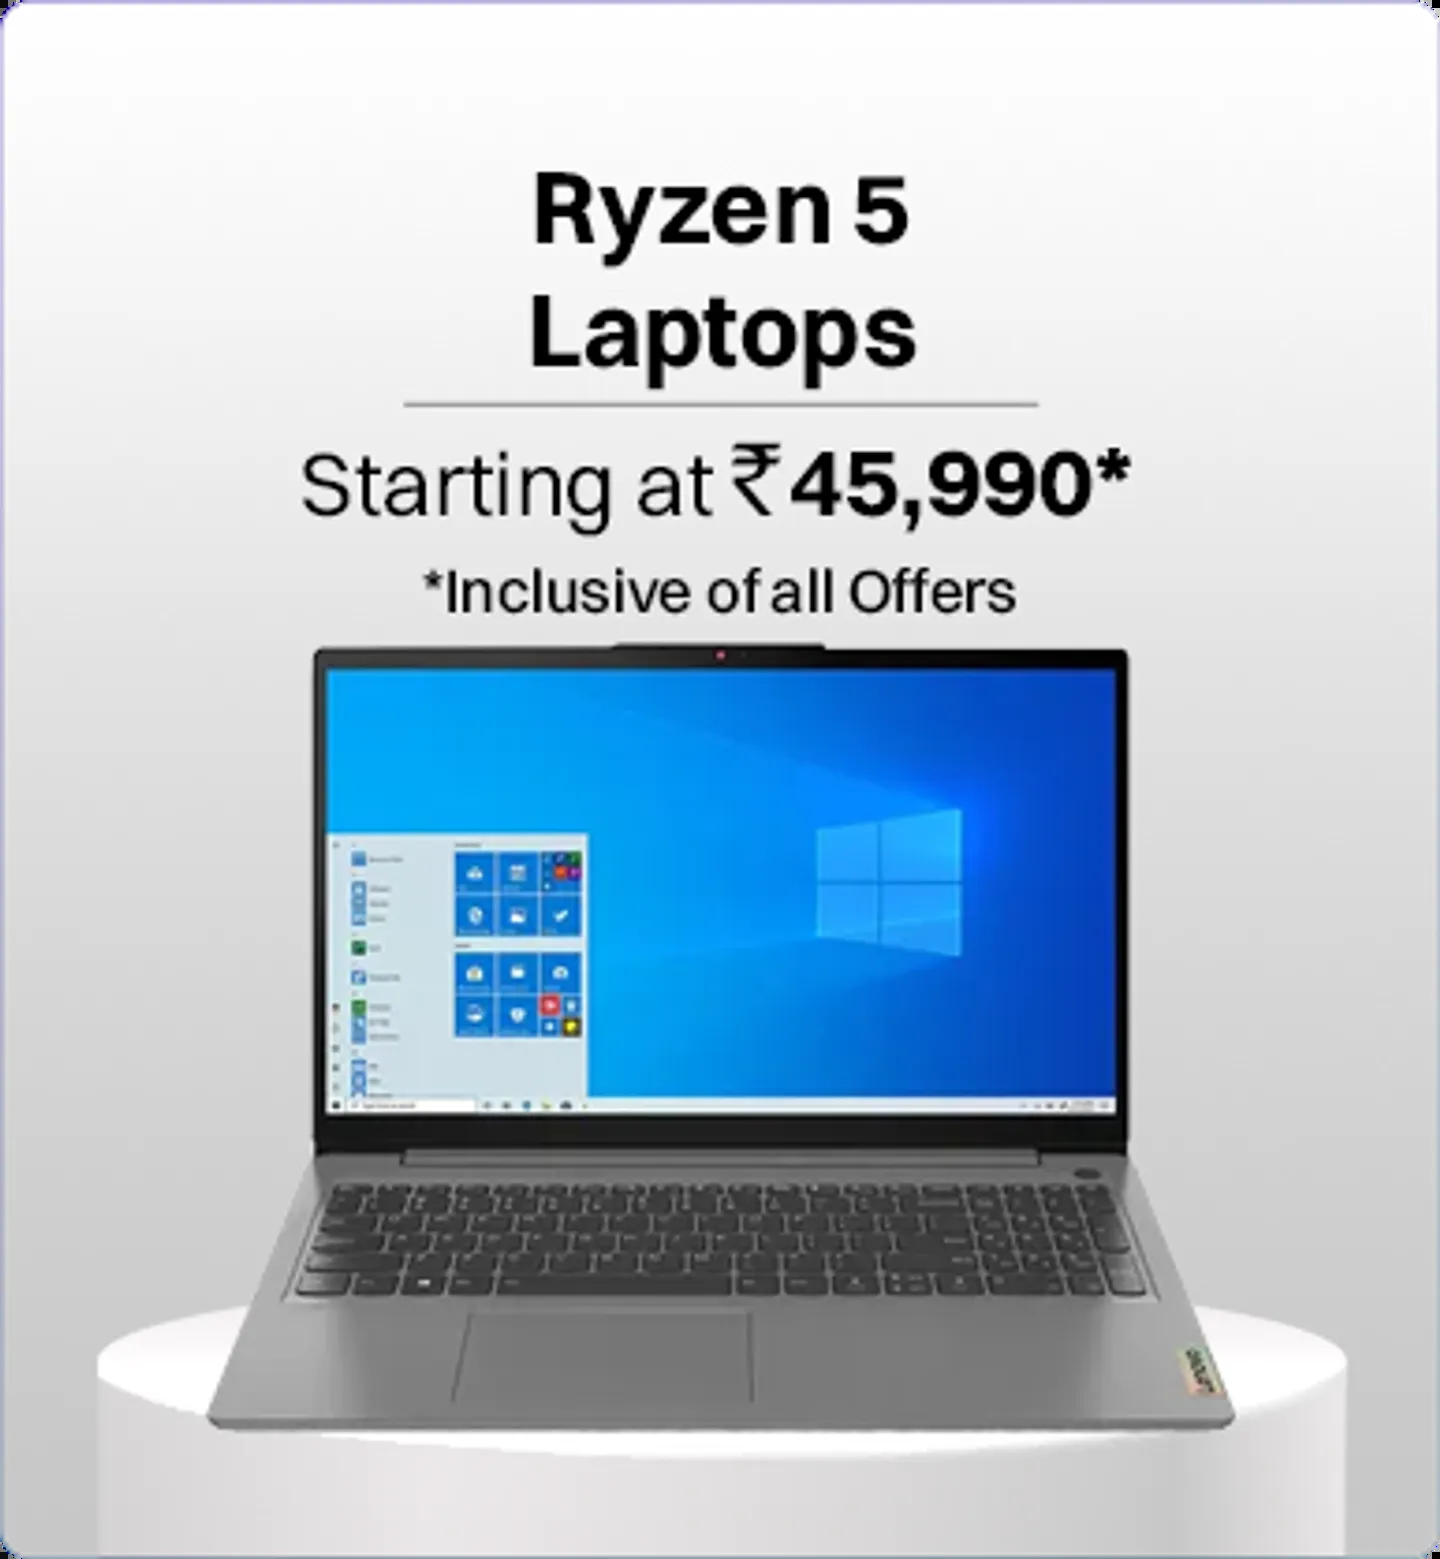 Ryzen 5
Laptops
Starting at ₹45,990*
*Inclusive of all Offers